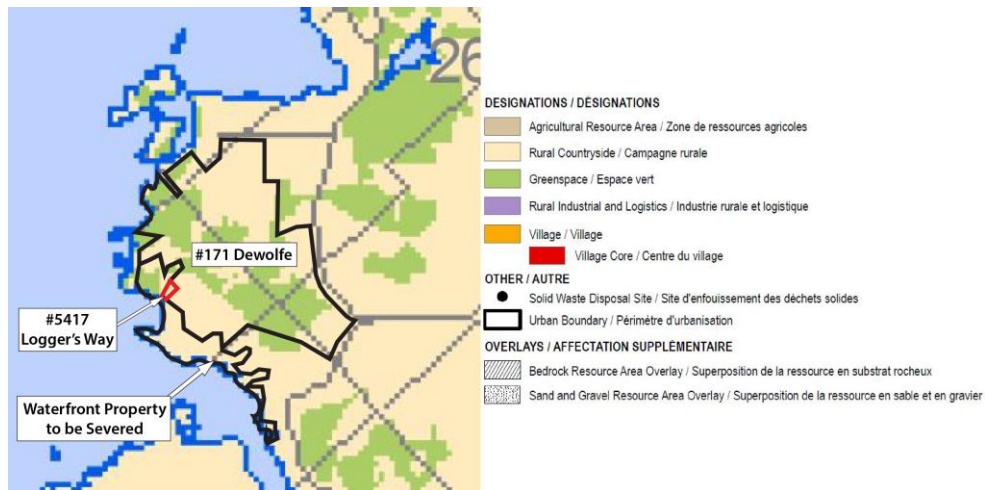 26
#171 Dewolfe
#5417
Logger's Way
Waterfront Property
to be Severed
DESIGNATIONS / DÉSIGNATIONS
Agricultural Resource Area / Zone de ressources agricoles
Rural Countryside / Campagne rurale
Greenspace / Espace vert
Rural Industrial and Logistics / Industrie rurale et logistique
Village / Village
Village Core / Centre du village
OTHER / AUTRE
Solid Waste Disposal Site / Site d'enfouissement des déchets solides
Urban Boundary / Périmètre d'urbanisation
OVERLAYS / AFFECTATION SUPPLÉMENTAIRE
Bedrock Resource Area Overlay / Superposition de la ressource en substrat rocheux
Sand and Gravel Resource Area Overlay / Superposition de la ressource en sable et en gravier